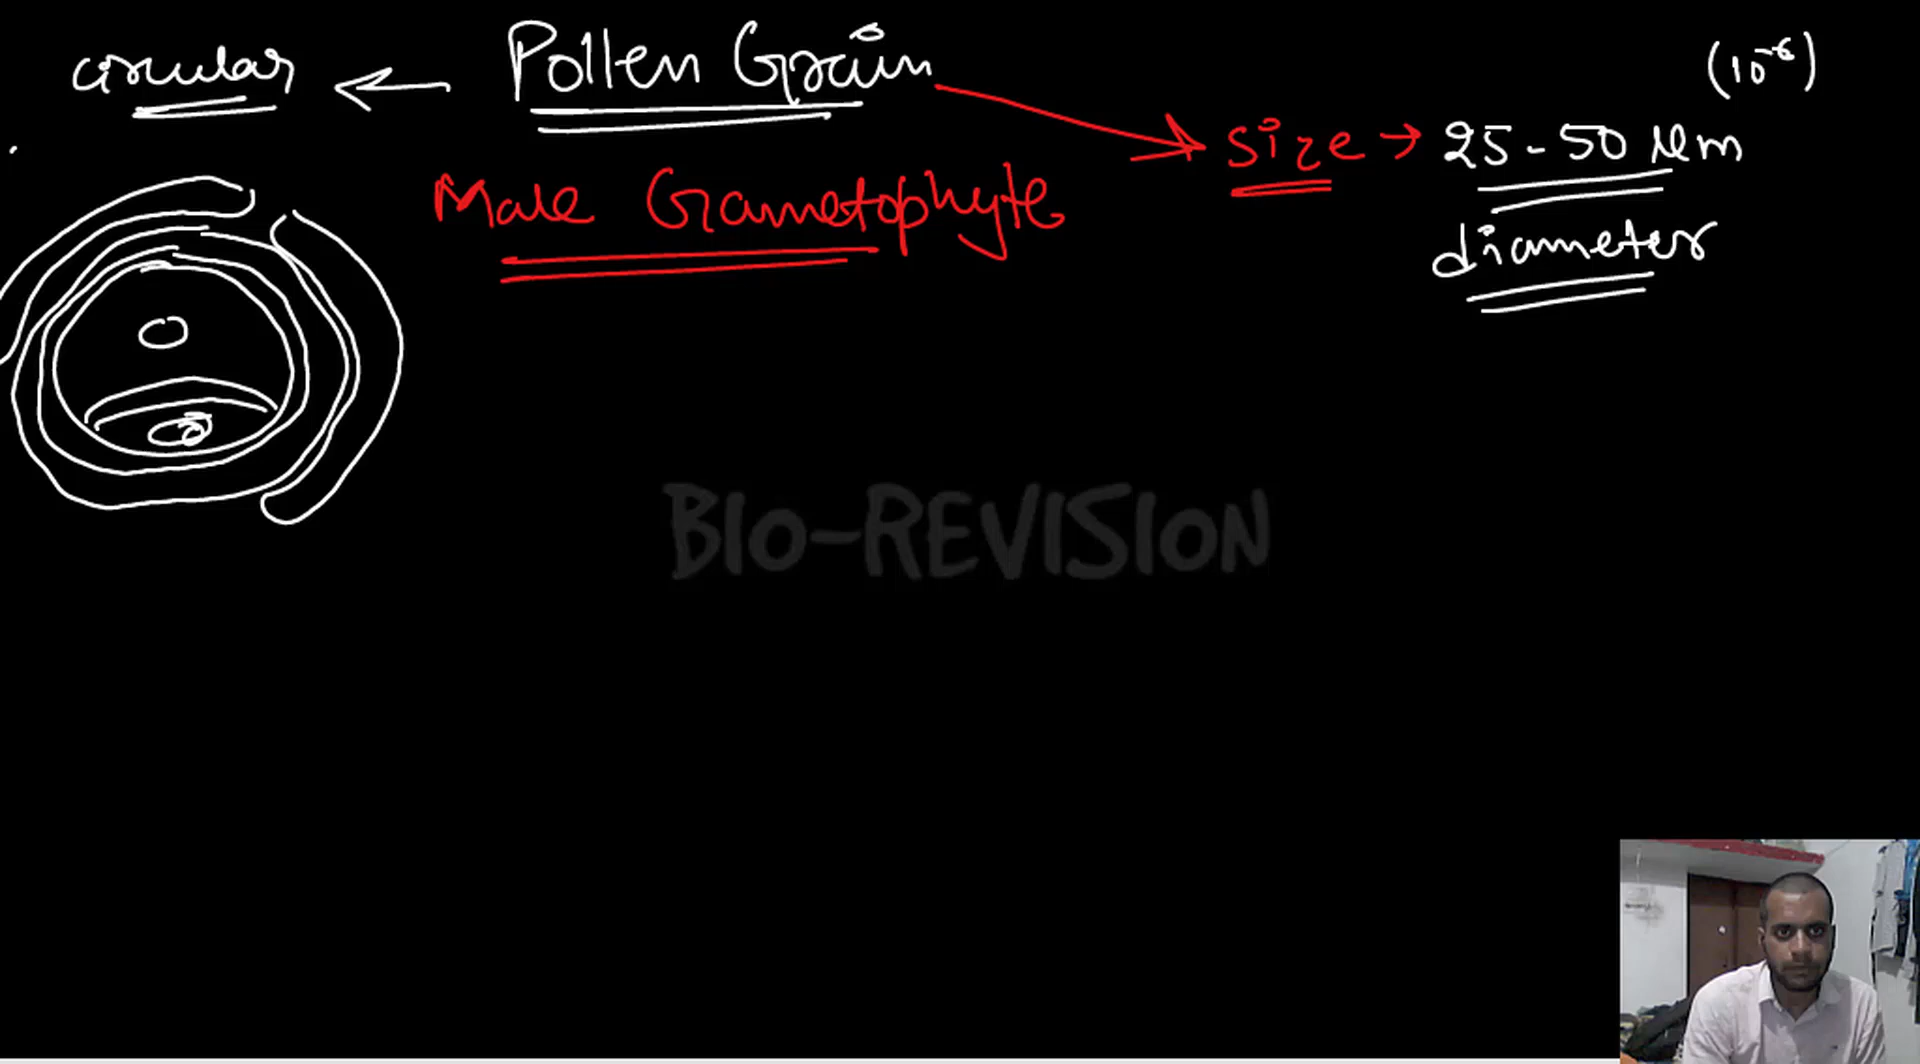 circular ← Pollen Grain
(10⁻⁶)
Size → 25 - 50 μm
diameter
Male Gametophyte
BIO-REVISION